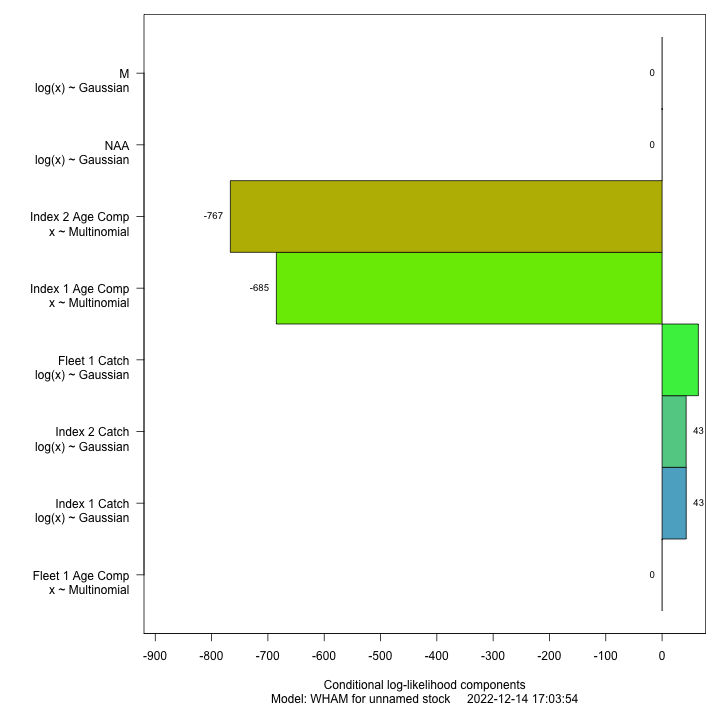 M
log(x) ~ Gaussian
0
NAA
log(x) ~ Gaussian
0
Index 2 Age Comp
x ~ Multinomial
-767
Index 1 Age Comp
x ~ Multinomial
-685
Fleet 1 Catch
log(x) ~ Gaussian
Index 2 Catch
log(x) ~ Gaussian
43
Index 1 Catch
log(x) ~ Gaussian
43
Fleet 1 Age Comp
x ~ Multinomial
0
-900 -800 -700 -600 -500 -400 -300 -200 -100 0
Conditional log-likelihood components
Model: WHAM for unnamed stock 2022-12-14 17:03:54